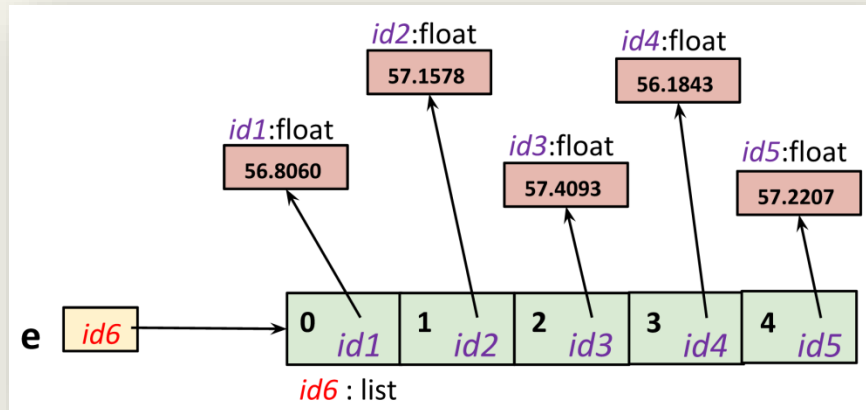 id2:float
57.1578
id4:float
56.1843
id1:float
56.8060
id3:float
57.4093
id5:float
57.2207
e
id6
0 id1
1 id2
2 id3
3 id4
4 id5
id6 : list